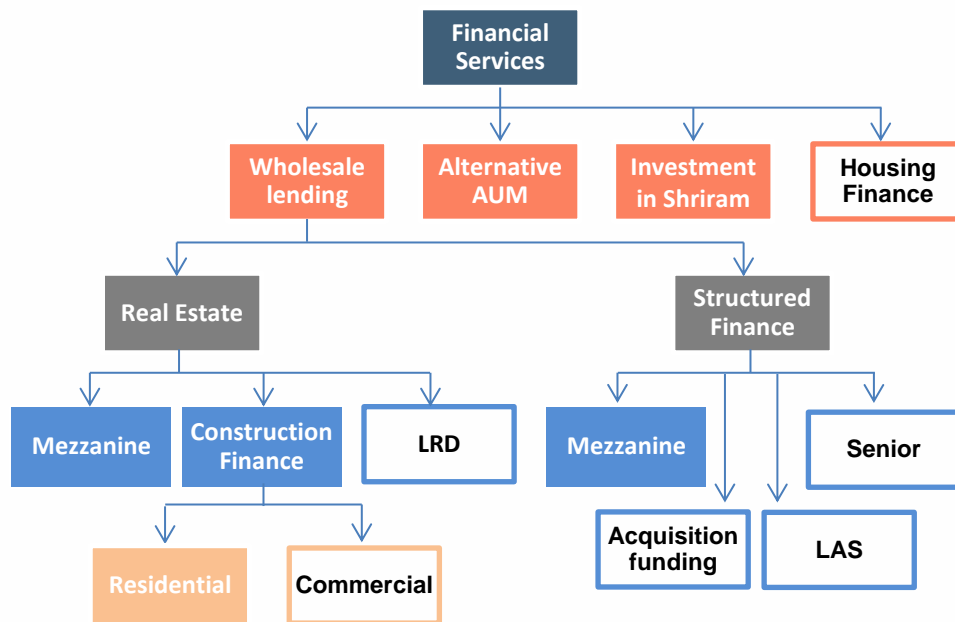 Financial
Services
Wholesale
lending
Alternative
AUM
Investment
in Shriram
Housing
Finance
Real Estate
Structured
Finance
Mezzanine
Construction
Finance
LRD
Mezzanine
Senior
Acquisition
funding
LAS
Residential
Commercial